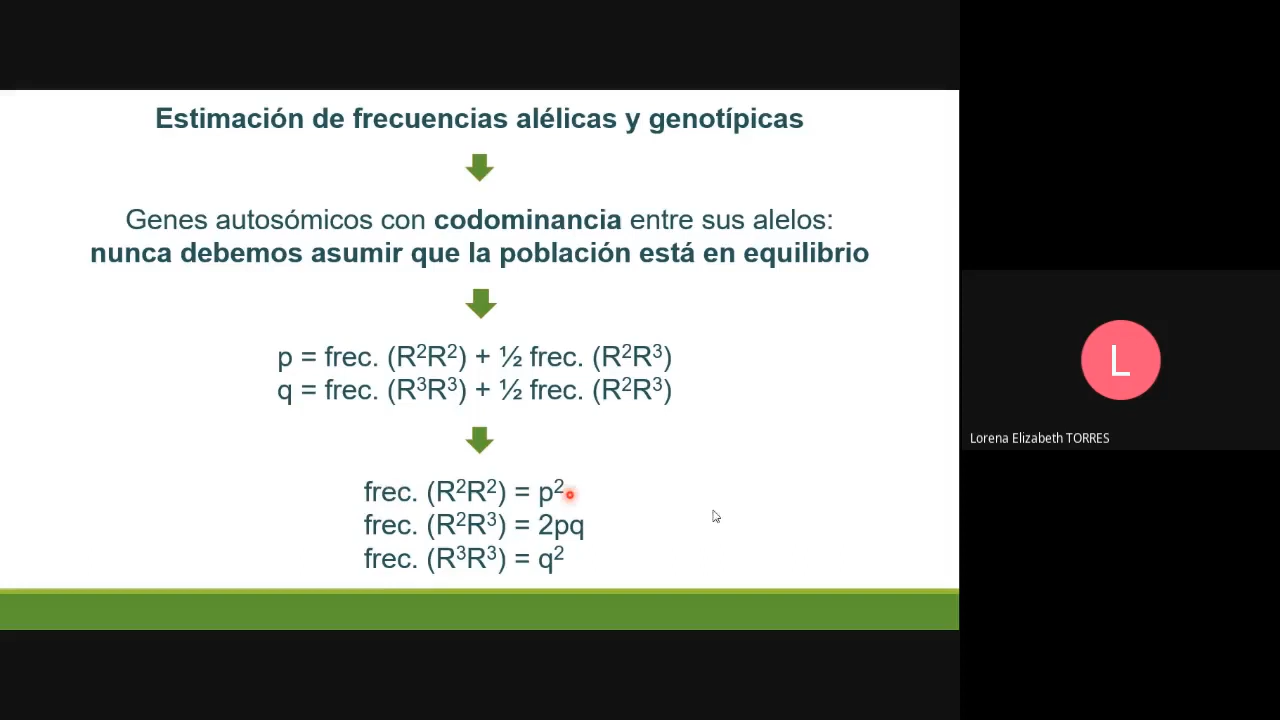 Estimación de frecuencias alélicas y genotípicas
Genes autosómicos con codominancia entre sus alelos:
nunca debemos asumir que la población está en equilibrio
p = frec. (R²R²) + ½ frec. (R²R³)
q = frec. (R³R³) + ½ frec. (R²R³)
frec. (R²R²) = p²
frec. (R²R³) = 2pq
frec. (R³R³) = q²
L
Lorena Elizabeth TORRES